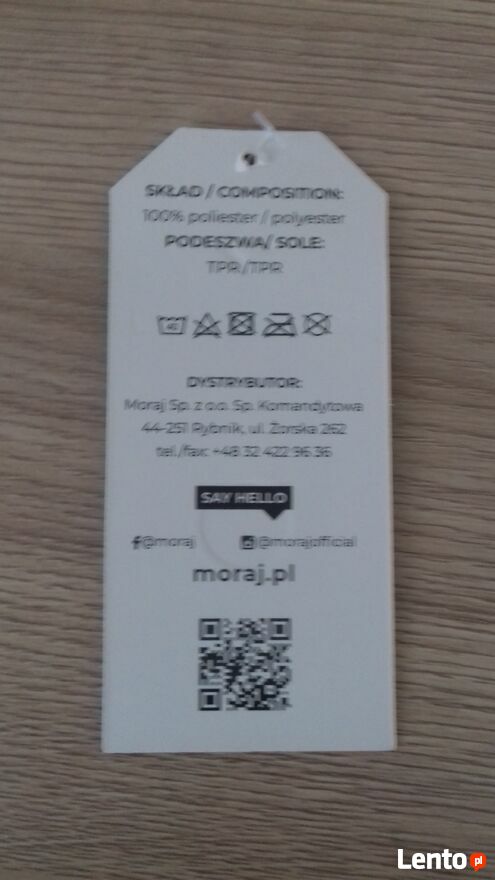 SKŁAD / COMPOSITION:
100% poliester / polyester
PODESZWA/ SOLE:
TPR/TPR
40
DYSTRYBUTOR:
Moraj Sp. z o.o. Sp. Komandytowa
44-251 Rybnik, ul. Żorska 262
tel./fax: +48 32 422 96 36
SAY HELLO
@moraj @morajofficial
moraj.pl
Lento.pl